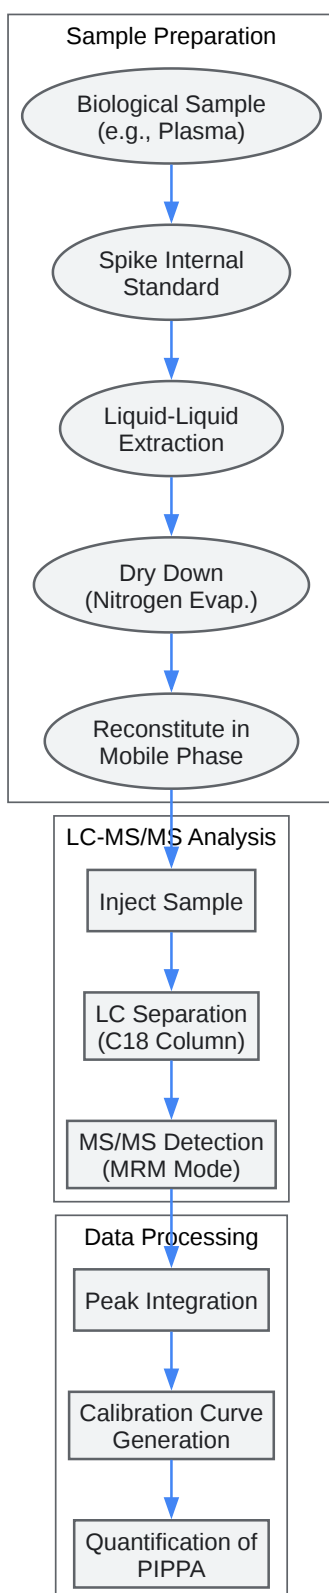 Sample Preparation
Biological Sample
(e.g., Plasma)
Spike Internal
Standard
Liquid-Liquid
Extraction
Dry Down
(Nitrogen Evap.)
Reconstitute in
Mobile Phase
LC-MS/MS Analysis
Inject Sample
LC Separation
(C18 Column)
MS/MS Detection
(MRM Mode)
Data Processing
Peak Integration
Calibration Curve
Generation
Quantification of
PIPPA